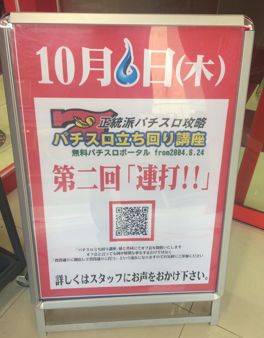 10月6日(木)
正統派パチスロ攻略
パチスロ立ち回り講座
無料パチスロポータル from2004.6.24
第二回「連打!!」
詳しくはスタッフにお声をおかけ下さい。